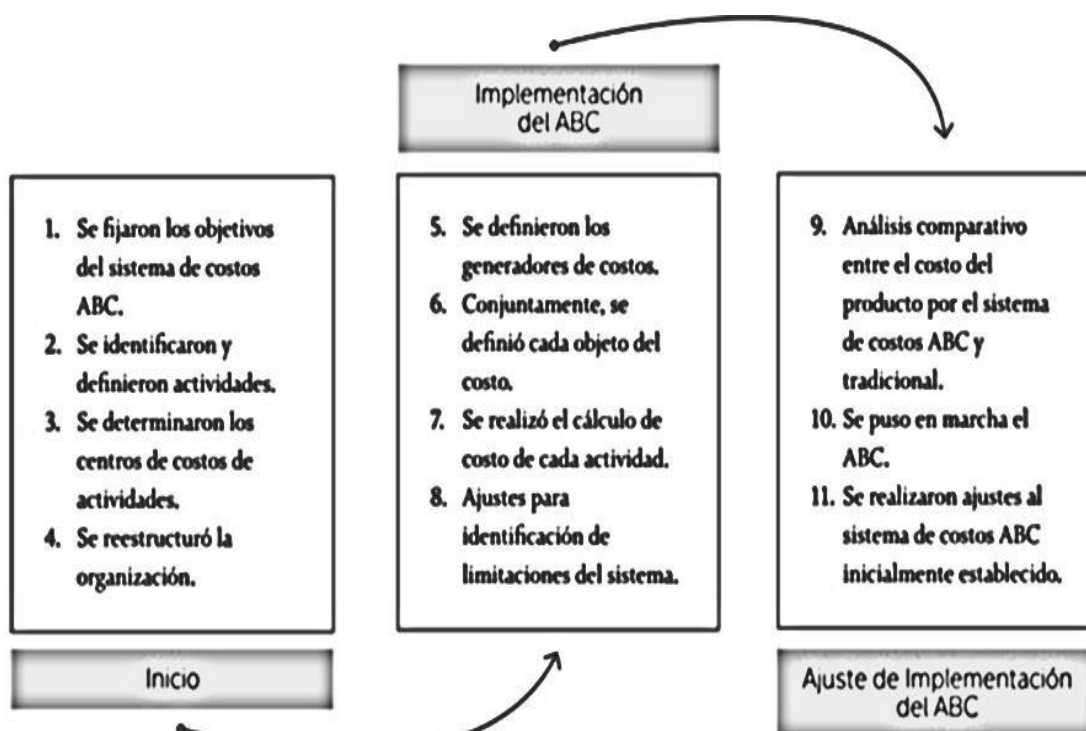 Implementación
del ABC
1. Se fijaron los objetivos
del sistema de costos
ABC.
2. Se identificaron y
definieron actividades.
3. Se determinaron los
centros de costos de
actividades.
4. Se reestructuró la
organización.
Inicio
5. Se definieron los
generadores de costos.
6. Conjuntamente, se
definió cada objeto del
costo.
7. Se realizó el cálculo de
costo de cada actividad.
8. Ajustes para
identificación de
limitaciones del sistema.
9. Análisis comparativo
entre el costo del
producto por el sistema
de costos ABC y
tradicional.
10. Se puso en marcha el
ABC.
11. Se realizaron ajustes al
sistema de costos ABC
inicialmente establecido.
Ajuste de Implementación
del ABC